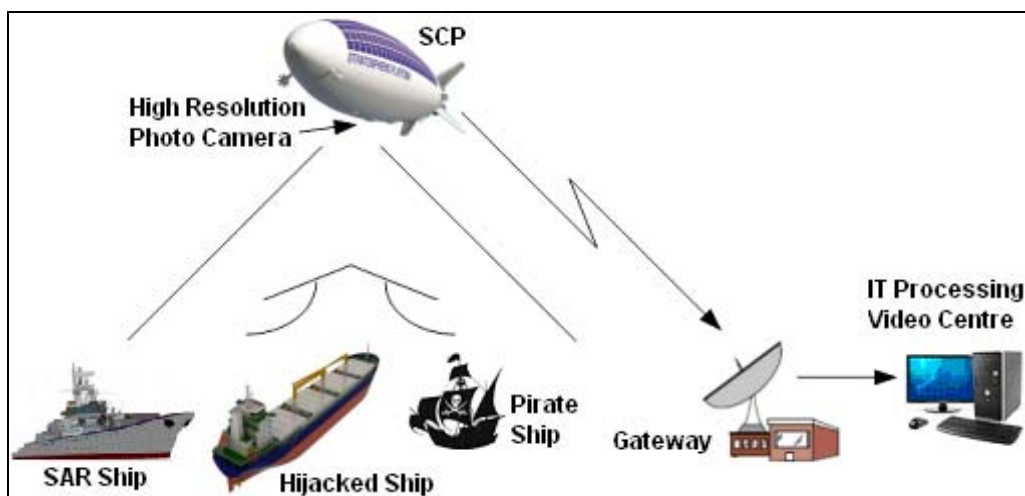 SCP
High Resolution
Photo Camera
IT Processing
Video Centre
Pirate
Ship
Gateway
SAR Ship
Hijacked Ship